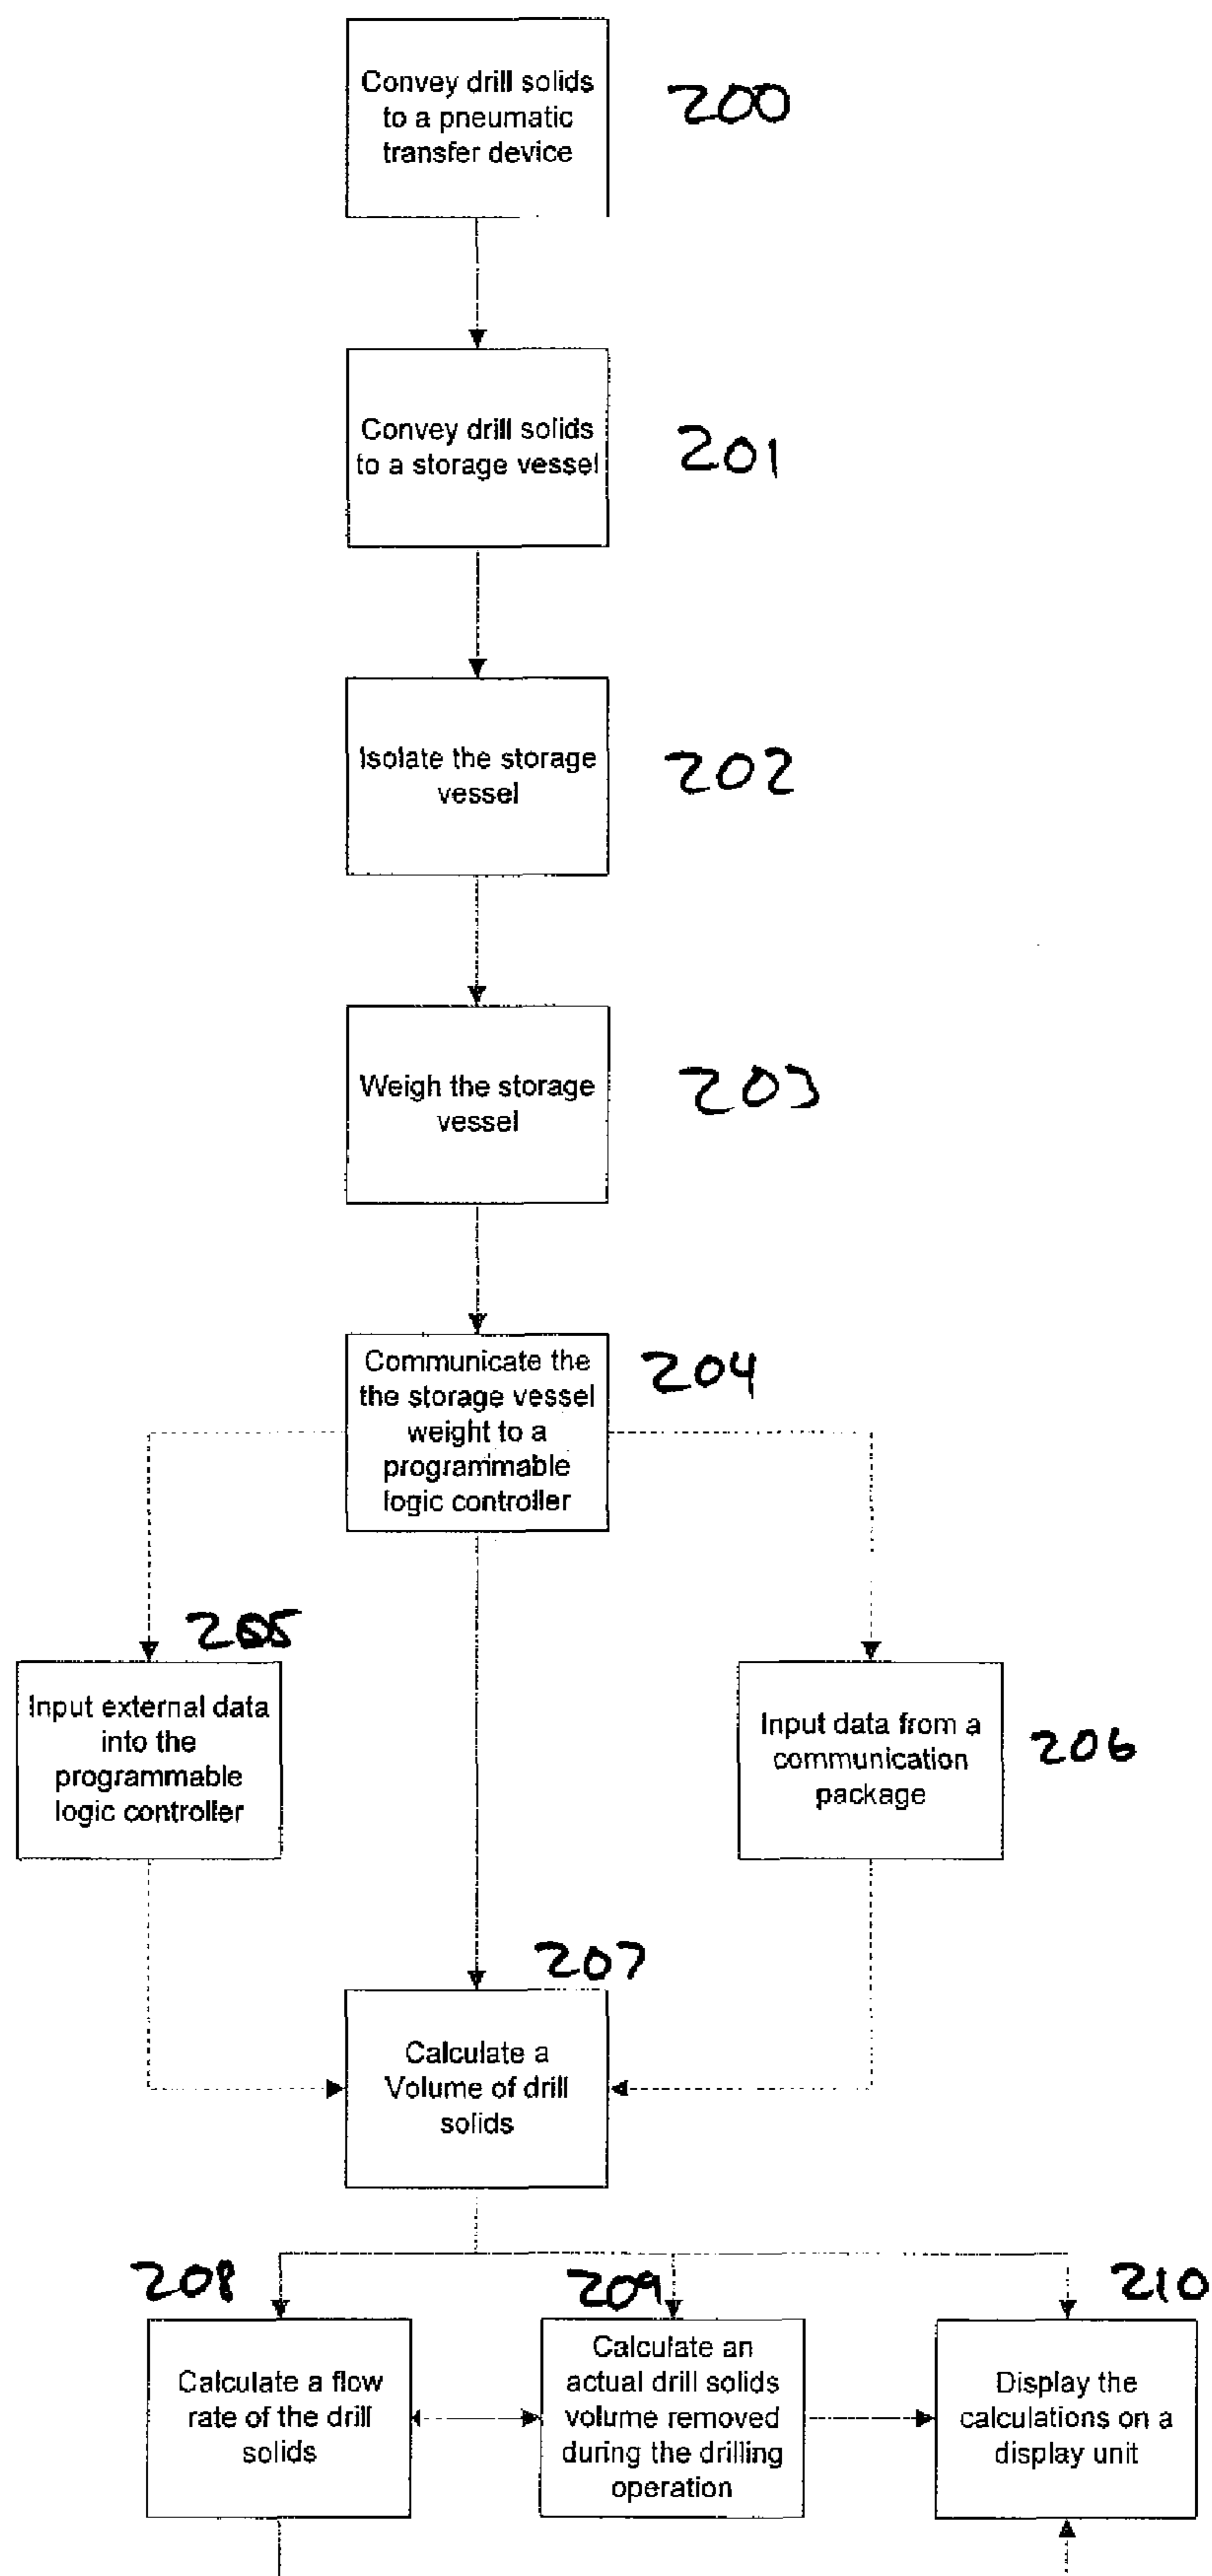 Convey drill solids
to a pneumatic
transfer device
200
Convey drill solids
to a storage vessel
201
Isolate the storage
vessel
202
Weigh the storage
vessel
203
Communicate the
the storage vessel
weight to a
programmable
logic controller
204
205
Input external data
into the
programmable
logic controller
Input data from a
communication
package
206
207
Calculate a
Volume of drill
solids
208
Calculate a flow
rate of the drill
solids
209
Calculate an
actual drill solids
volume removed
during the drilling
operation
210
Display the
calculations on a
display unit